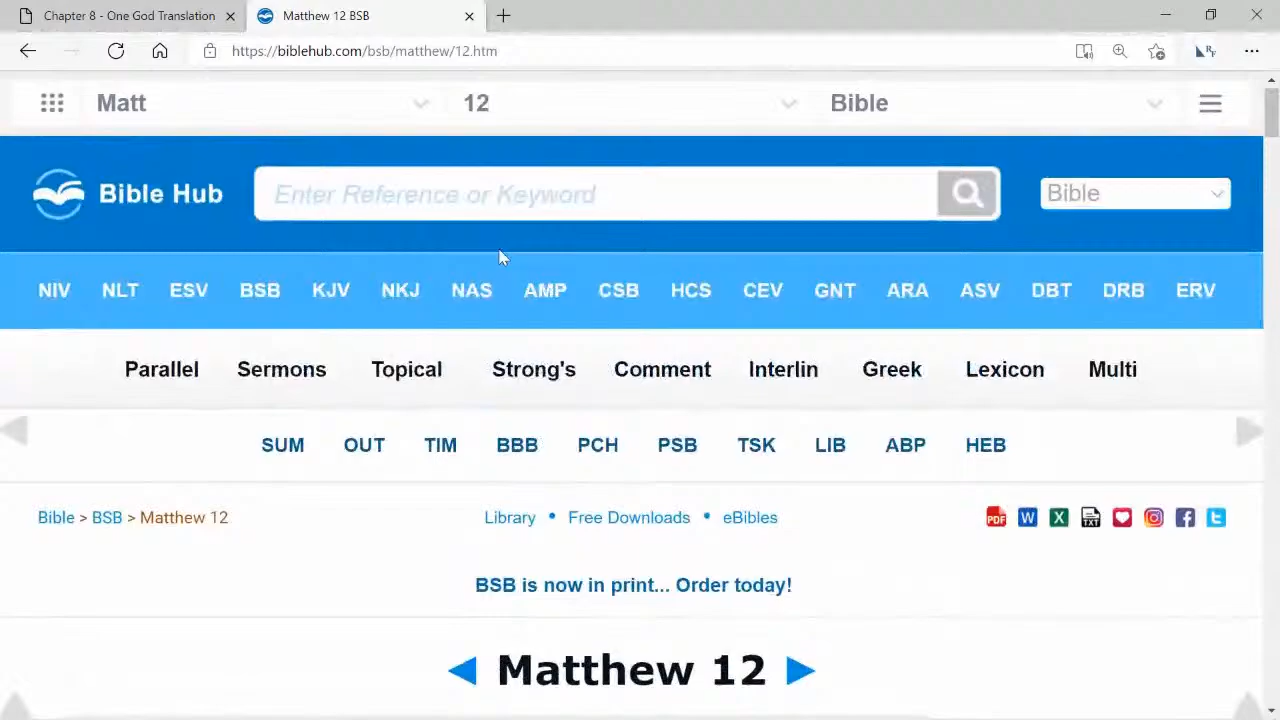 Chapter 8 - One God Translation
Matthew 12 BSB
https://biblehub.com/bsb/matthew/12.htm
Matt 12 Bible
Bible Hub Enter Reference or Keyword Bible
NIV NLT ESV BSB KJV NKJ NAS AMP CSB HCS CEV GNT ARA ASV DBT DRB ERV
Parallel Sermons Topical Strong's Comment Interlin Greek Lexicon Multi
SUM OUT TIM BBB PCH PSB TSK LIB ABP HEB
Bible > BSB > Matthew 12 Library • Free Downloads • eBibles PDF W X TXT
BSB is now in print... Order today!
Matthew 12